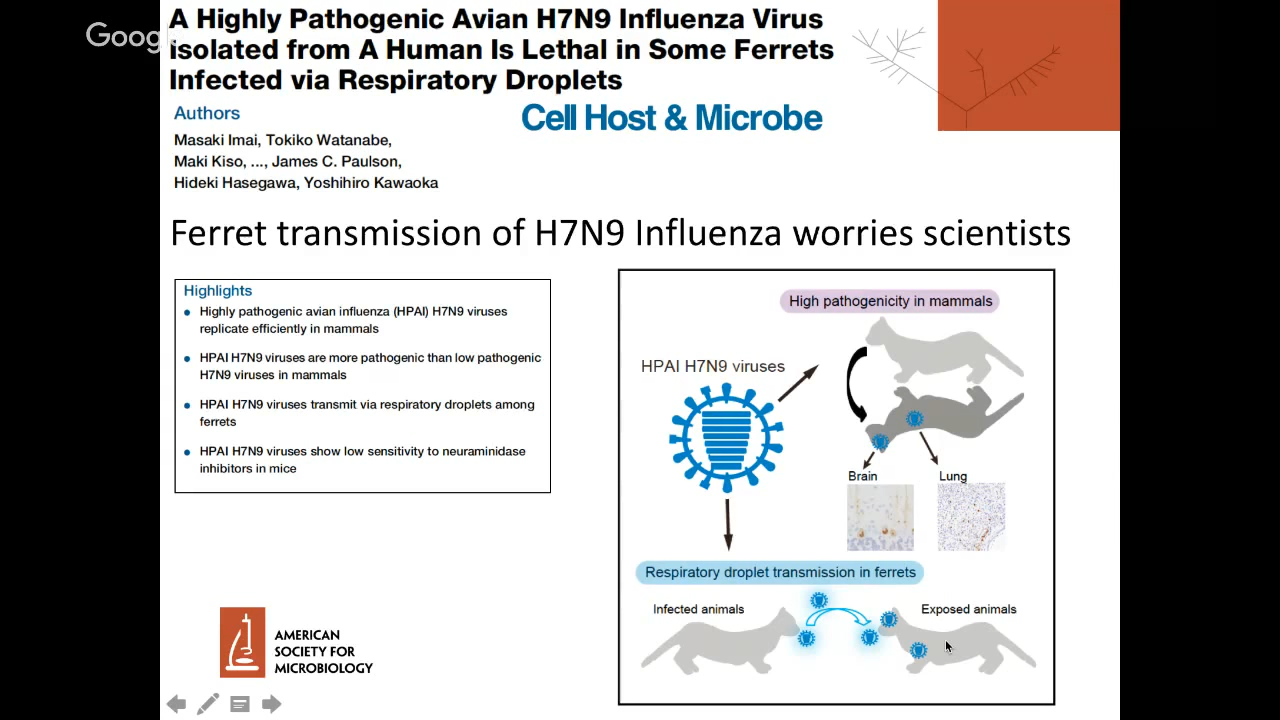 Google
A Highly Pathogenic Avian H7N9 Influenza Virus
Isolated from A Human Is Lethal in Some Ferrets
Infected via Respiratory Droplets
Authors
Cell Host & Microbe
Masaki Imai, Tokiko Watanabe,
Maki Kiso, ..., James C. Paulson,
Hideki Hasegawa, Yoshihiro Kawaoka
Ferret transmission of H7N9 Influenza worries scientists
Highlights
Highly pathogenic avian influenza (HPAI) H7N9 viruses
replicate efficiently in mammals
HPAI H7N9 viruses are more pathogenic than low pathogenic
H7N9 viruses in mammals
HPAI H7N9 viruses transmit via respiratory droplets among
ferrets
HPAI H7N9 viruses show low sensitivity to neuraminidase
inhibitors in mice
High pathogenicity in mammals
HPAI H7N9 viruses
Brain
Lung
Respiratory droplet transmission in ferrets
Infected animals
Exposed animals
AMERICAN
SOCIETY FOR
MICROBIOLOGY